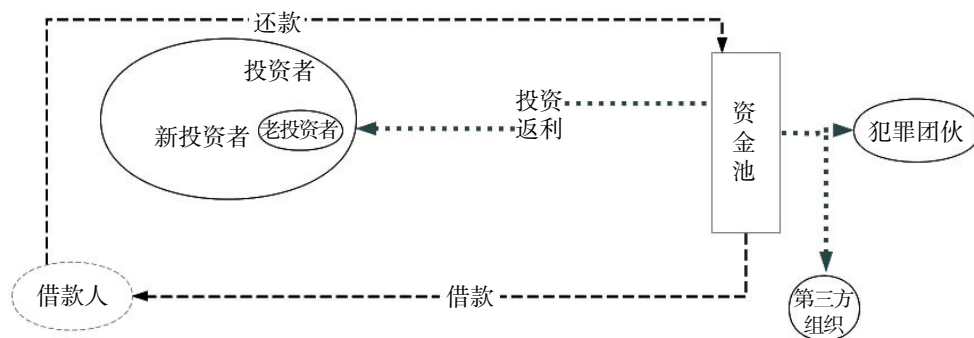 还款
投资者
新投资者
老投资者
投资
返利
资金池
犯罪团伙
借款人
借款
第三方
组织